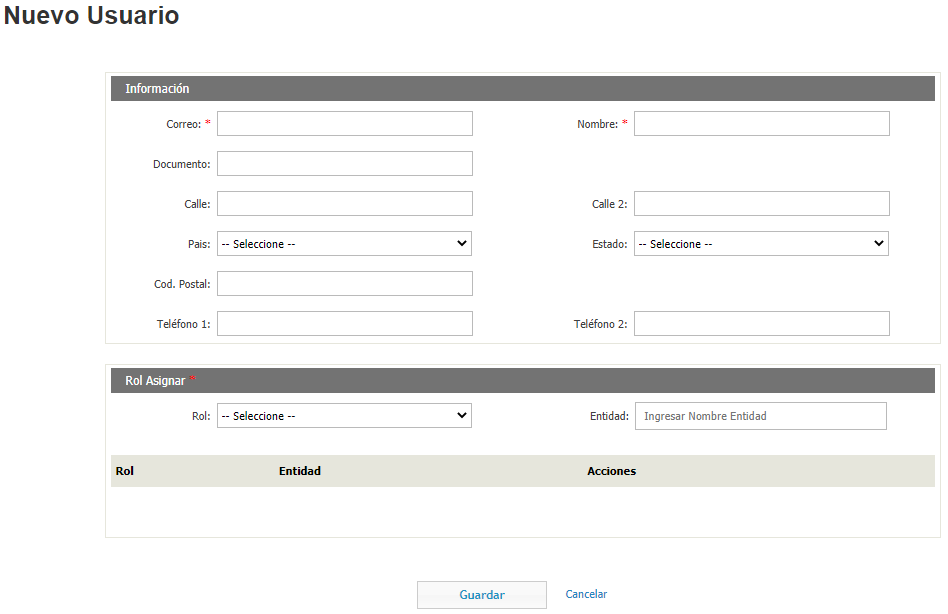 Nuevo Usuario
Información
Correo: * Nombre: *
Documento:
Calle: Calle 2:
Pais: -- Seleccione -- Estado: -- Seleccione --
Cod. Postal:
Teléfono 1: Teléfono 2:
Rol Asignar *
Rol: -- Seleccione -- Entidad: Ingresar Nombre Entidad
Rol Entidad Acciones
Guardar Cancelar